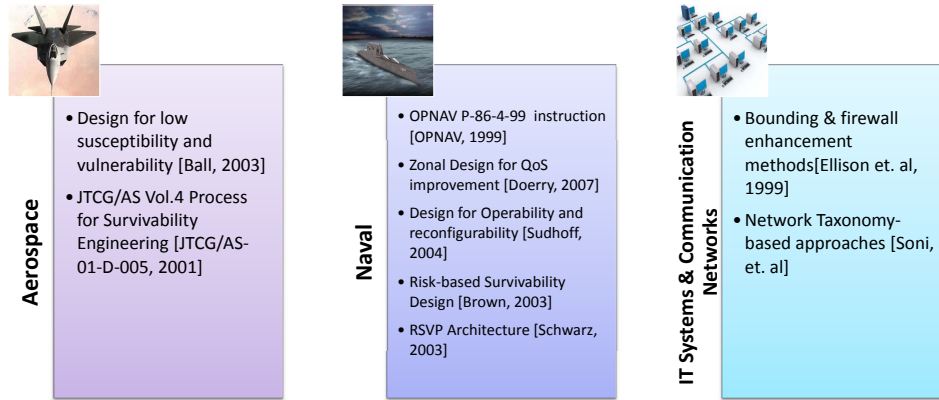 Aerospace
• Design for low
susceptibility and
vulnerability [Ball, 2003]
• JTCG/AS Vol.4 Process
for Survivability
Engineering [JTCG/AS-
01-D-005, 2001]
Naval
• OPNAV P-86-4-99 instruction
[OPNAV, 1999]
• Zonal Design for QoS
improvement [Doerry, 2007]
• Design for Operability and
reconfigurability [Sudhoff,
2004]
• Risk-based Survivability
Design [Brown, 2003]
• RSVP Architecture [Schwarz,
2003]
IT Systems & Communication
Networks
• Bounding & firewall
enhancement
methods[Ellison et. al,
1999]
• Network Taxonomy-
based approaches [Soni,
et. al]